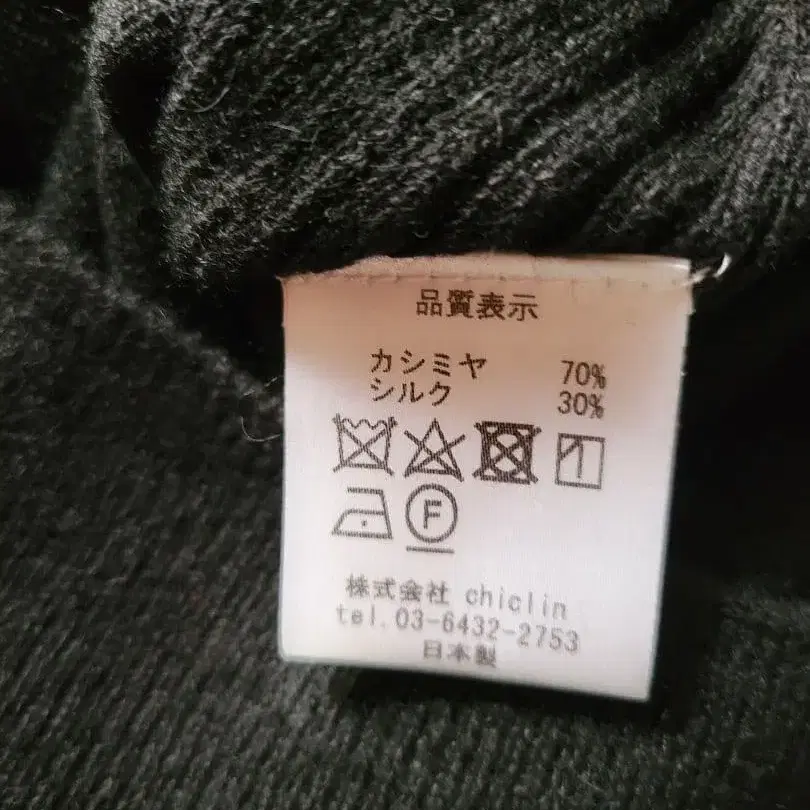 品質表示
カシミヤ 70%
シルク 30%
F
株式会社 chiclin
tel.03-6432-2753
日本製